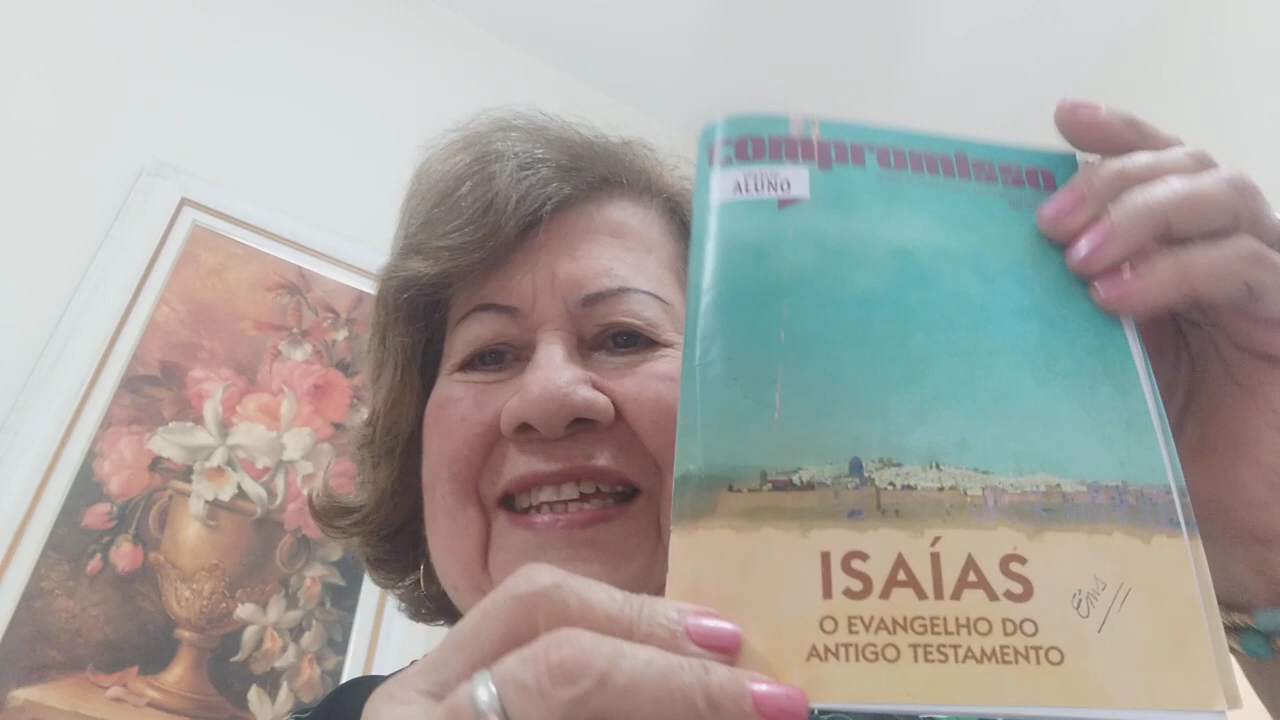 compromisso
ALUNO
ISAÍAS
O EVANGELHO DO
ANTIGO TESTAMENTO